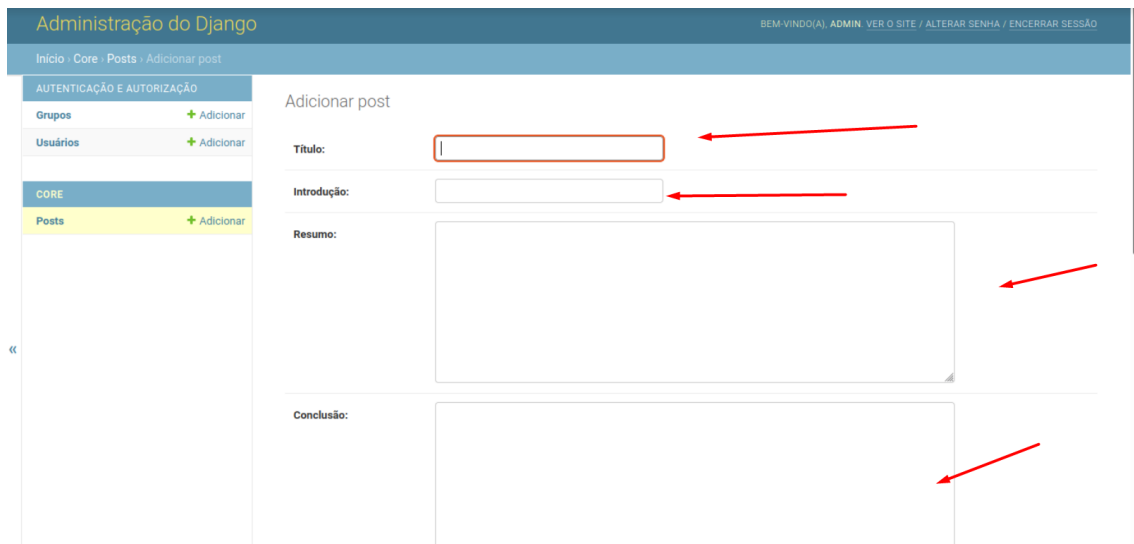 Administração do Django
BEM-VINDO(A), ADMIN. VER O SITE / ALTERAR SENHA / ENCERRAR SESSÃO
Início › Core › Posts › Adicionar post
AUTENTICAÇÃO E AUTORIZAÇÃO
Grupos + Adicionar
Usuários + Adicionar
CORE
Posts + Adicionar
«
Adicionar post
Título:
Introdução:
Resumo:
Conclusão: